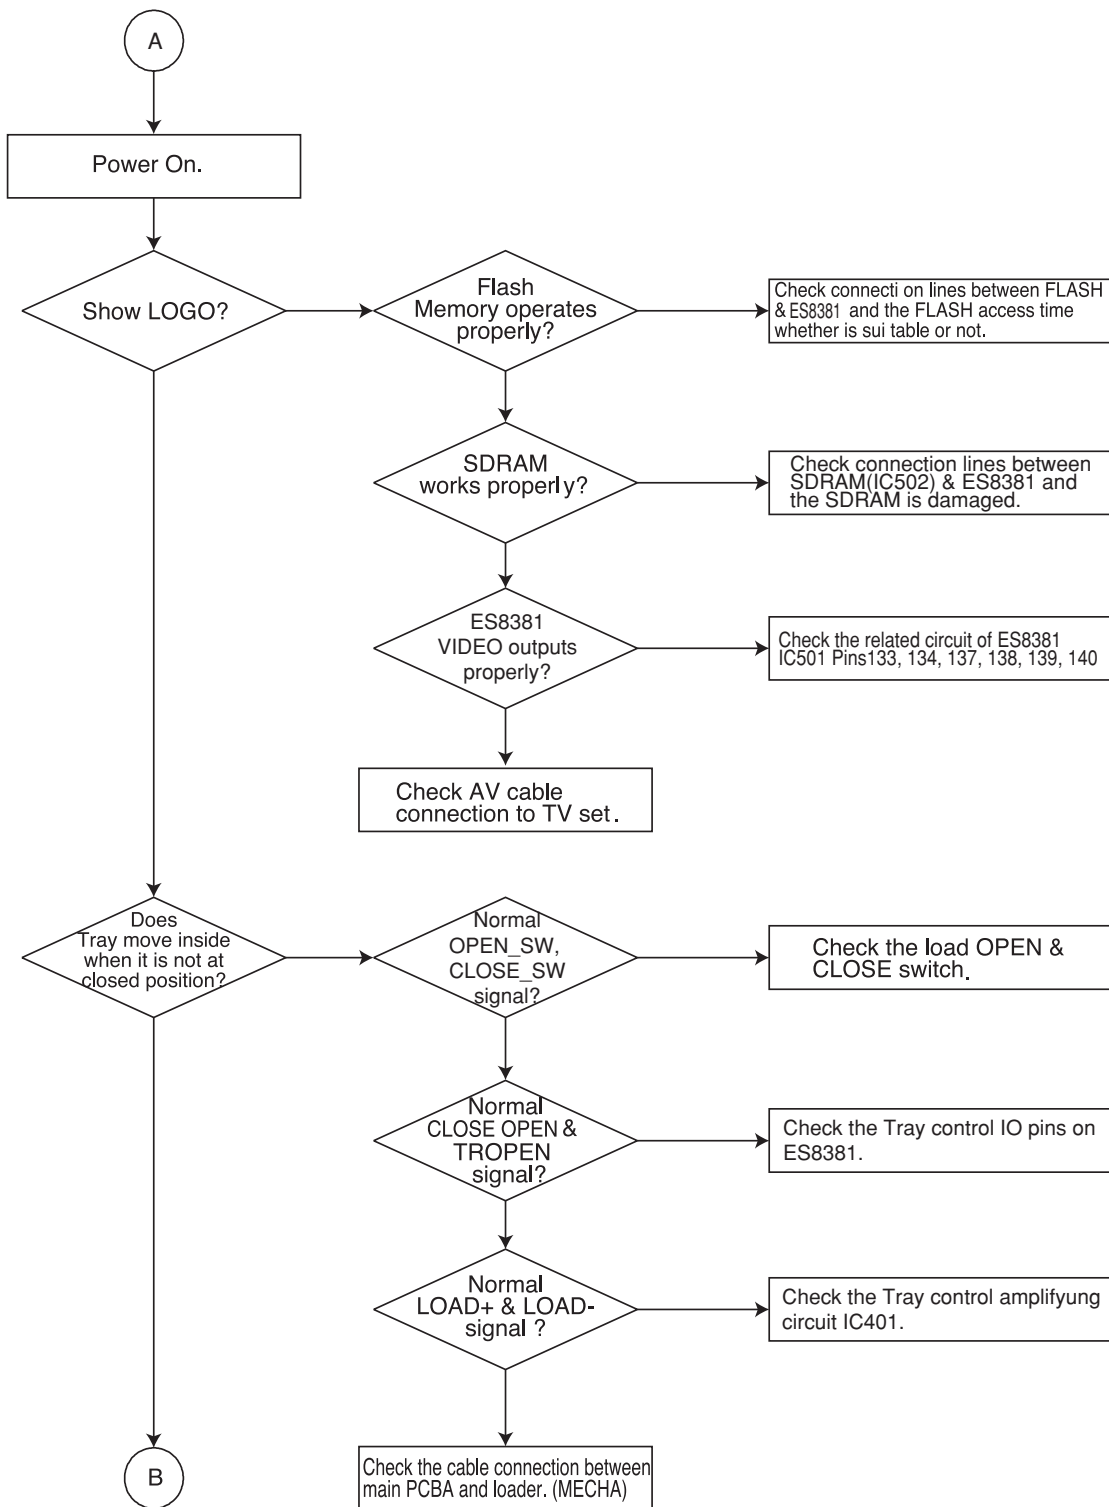 A
Power On.
Show LOGO?
Flash
Memory operates
properly?
Check connecti on lines between FLASH
& ES8381 and the FLASH access time
whether is sui table or not.
SDRAM
works properly?
Check connection lines between
SDRAM(IC502) & ES8381 and
the SDRAM is damaged.
ES8381
VIDEO outputs
properly?
Check the related circuit of ES8381
IC501 Pins133, 134, 137, 138, 139, 140
Check AV cable
connection to TV set.
Does
Tray move inside
when it is not at
closed position?
Normal
OPEN_SW,
CLOSE_SW
signal?
Check the load OPEN &
CLOSE switch.
Normal
CLOSE OPEN &
TROPEN
signal?
Check the Tray control IO pins on
ES8381.
Normal
LOAD+ & LOAD-
signal ?
Check the Tray control amplifyung
circuit IC401.
B
Check the cable connection between
main PCBA and loader. (MECHA)